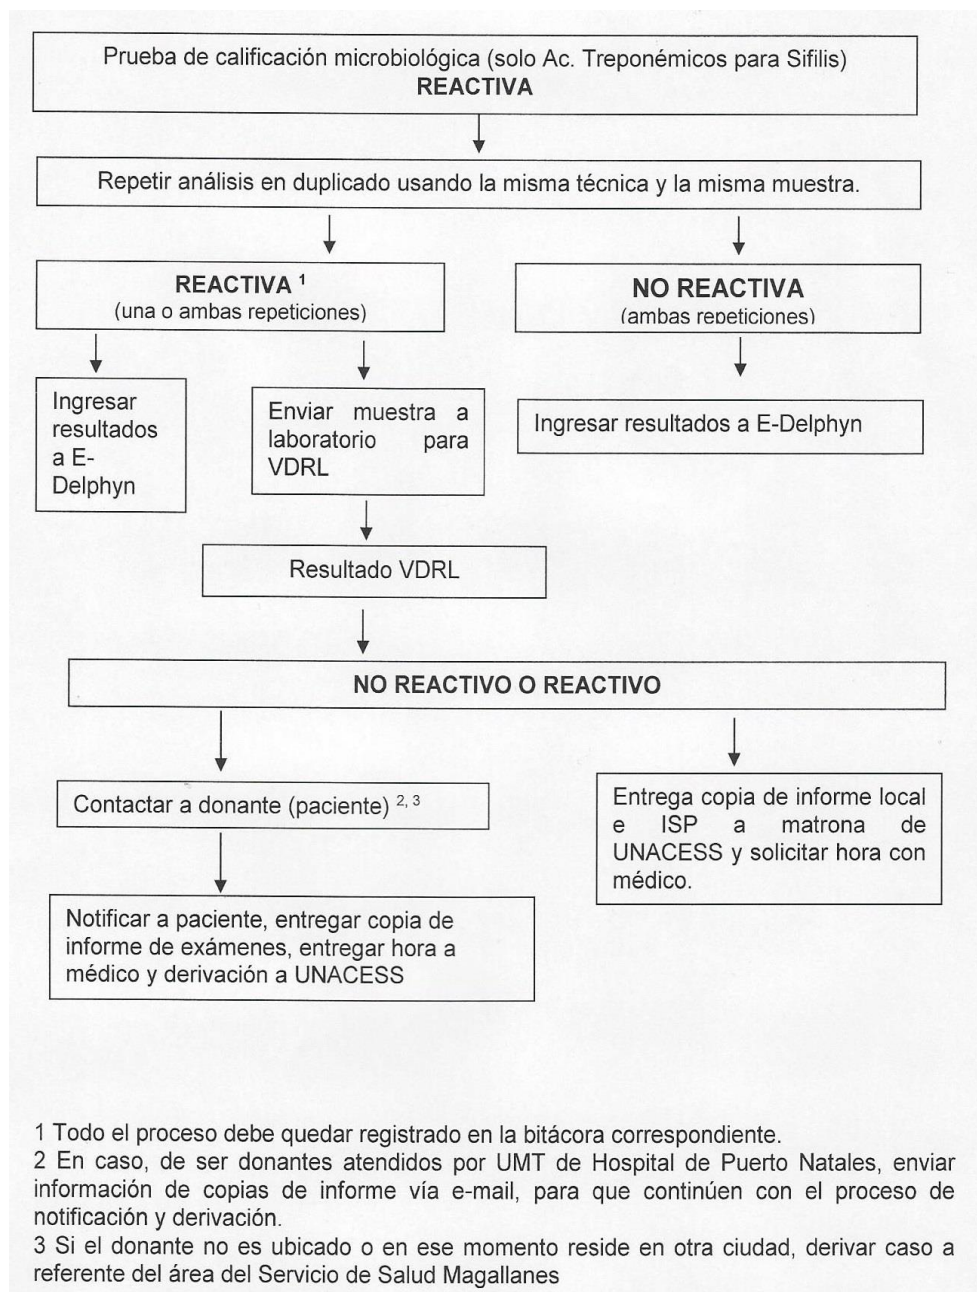 Prueba de calificación microbiológica (solo Ac. Treponémicos para Sifilis)
REACTIVA
Repetir análisis en duplicado usando la misma técnica y la misma muestra.
REACTIVA ¹
(una o ambas repeticiones)
NO REACTIVA
(ambas repeticiones)
Ingresar
resultados
a E-
Delphyn
Enviar muestra a
laboratorio para
VDRL
Ingresar resultados a E-Delphyn
Resultado VDRL
NO REACTIVO O REACTIVO
Contactar a donante (paciente) ²,³
Entrega copia de informe local
e ISP a matrona de
UNACESS y solicitar hora con
médico.
Notificar a paciente, entregar copia de
informe de exámenes, entregar hora a
médico y derivación a UNACESS
1 Todo el proceso debe quedar registrado en la bitácora correspondiente.
2 En caso, de ser donantes atendidos por UMT de Hospital de Puerto Natales, enviar
información de copias de informe vía e-mail, para que continúen con el proceso de
notificación y derivación.
3 Si el donante no es ubicado o en ese momento reside en otra ciudad, derivar caso a
referente del área del Servicio de Salud Magallanes